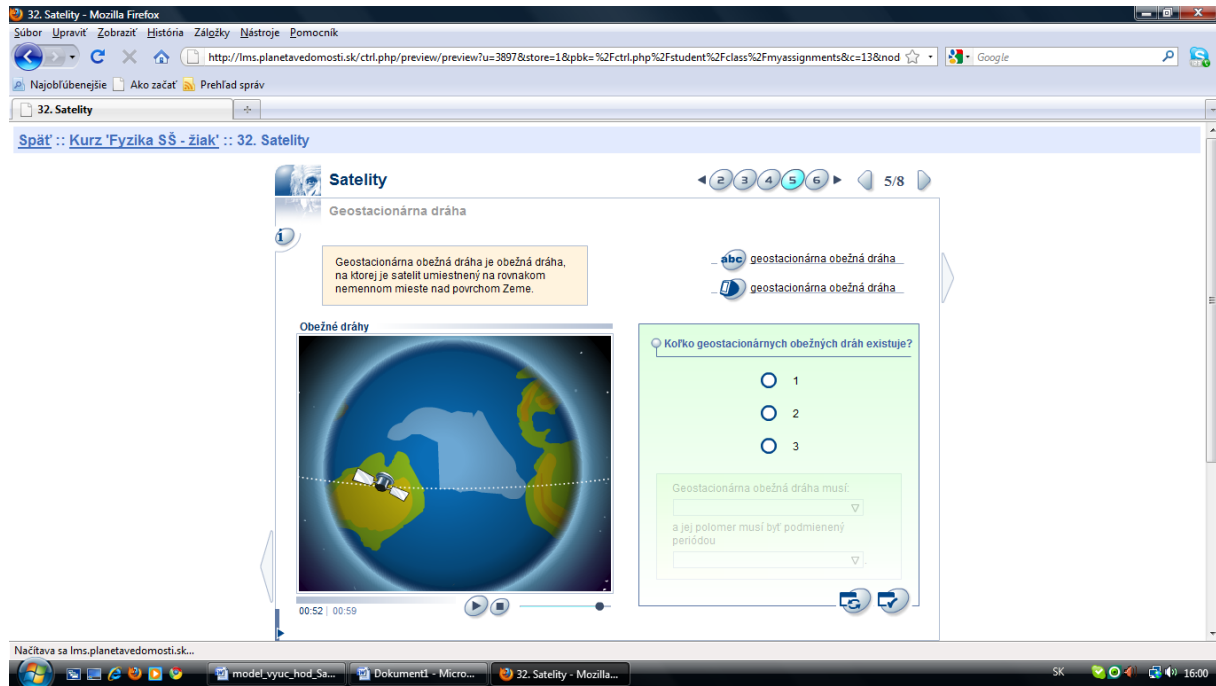 32. Satelity - Mozilla Firefox
Súbor Upraviť Zobraziť História Záložky Nástroje Pomocník
http://lms.planetavedomosti.sk/ctrl.php/preview/preview?u=3897&store=1&pbk=%2Fctrl.php%2Fstudent%2Fclass%2Fmyassignments&c=13&nod
Google
Najobľúbenejšie Ako začať Prehľad správ
32. Satelity
Späť :: Kurz 'Fyzika SŠ - žiak' :: 32. Satelity
Satelity
2 3 4 5 6 5/8
Geostacionárna dráha
i
Geostacionárna obežná dráha je obežná dráha,
na ktorej je satelit umiestnený na rovnakom
nemennom mieste nad povrchom Zeme.
abc geostacionárna obežná dráha
geostacionárna obežná dráha
Obežné dráhy
Koľko geostacionárnych obežných dráh existuje?
1
2
3
Geostacionárna obežná dráha musí:
a jej polomer musí byť podmienený
periódou
00:52 | 00:59
Načítava sa lms.planetavedomosti.sk...
model_vyuc_hod_Sa... Dokument1 - Micro... 32. Satelity - Mozilla... SK 16:00